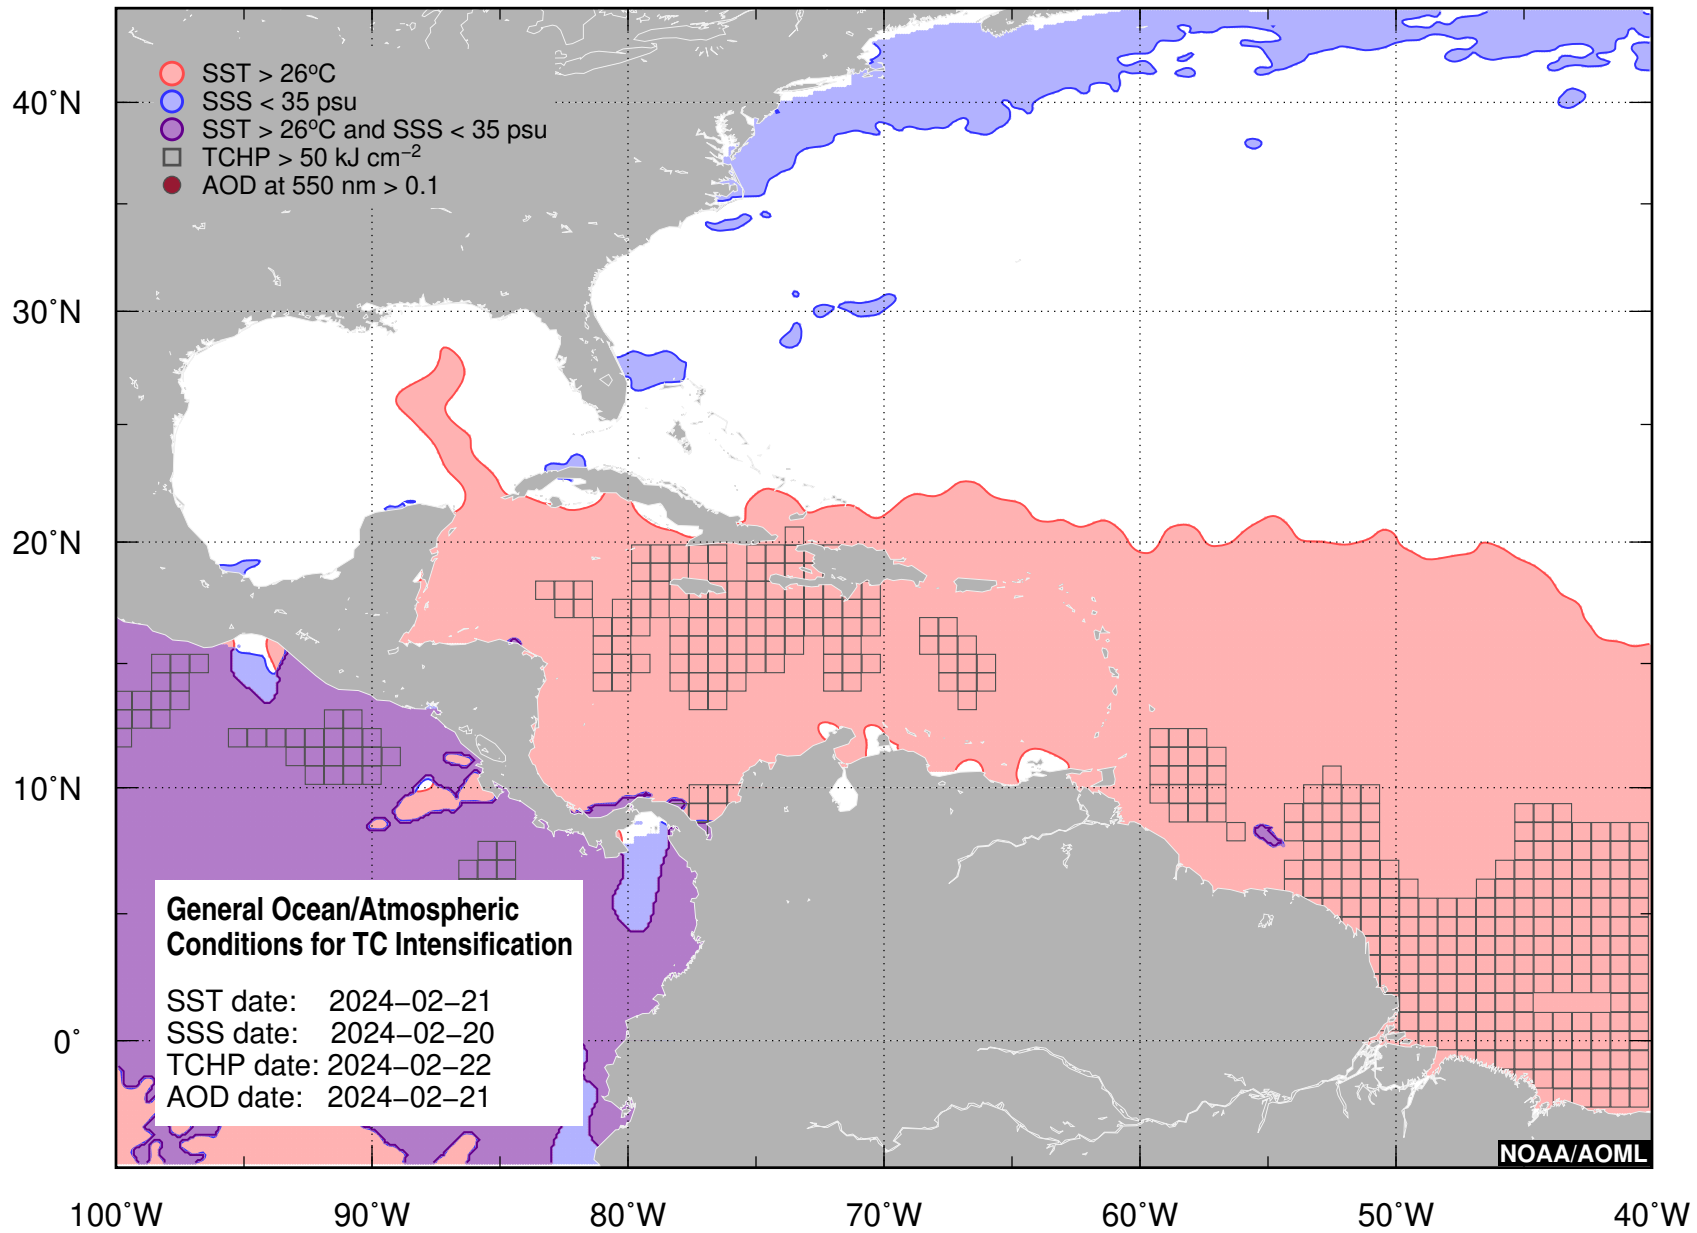 SST > 26°C
SSS < 35 psu
SST > 26°C and SSS < 35 psu
TCHP > 50 kJ cm⁻²
AOD at 550 nm > 0.1
40°N
30°N
20°N
10°N
0°
General Ocean/Atmospheric
Conditions for TC Intensification
SST date: 2024−02−21
SSS date: 2024−02−20
TCHP date: 2024−02−22
AOD date: 2024−02−21
NOAA/AOML
100°W 90°W 80°W 70°W 60°W 50°W 40°W